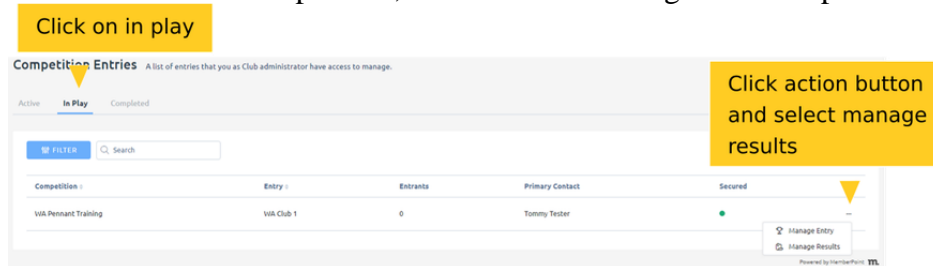 Click on in play
Competition Entries A list of entries that you as Club administrator have access to manage.
Click action button
and select manage
results
Active In Play Completed
FILTER Search
Competition Entry Entrants Primary Contact Secured
WA Pennant Training WA Club 1 0 Tommy Tester
Manage Entry
Manage Results
Powered by MemberPoint